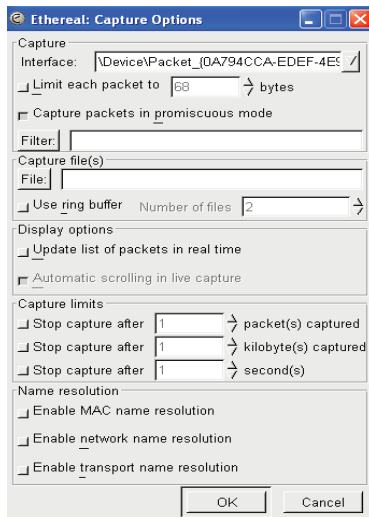 Ethereal: Capture Options
Capture
Interface: \Device\Packet_{0A794CCA-EDEF-4E9
Limit each packet to 68 bytes
Capture packets in promiscuous mode
Filter:
Capture file(s)
File:
Use ring buffer Number of files 2
Display options
Update list of packets in real time
Automatic scrolling in live capture
Capture limits
Stop capture after 1 packet(s) captured
Stop capture after 1 kilobyte(s) captured
Stop capture after 1 second(s)
Name resolution
Enable MAC name resolution
Enable network name resolution
Enable transport name resolution
OK Cancel